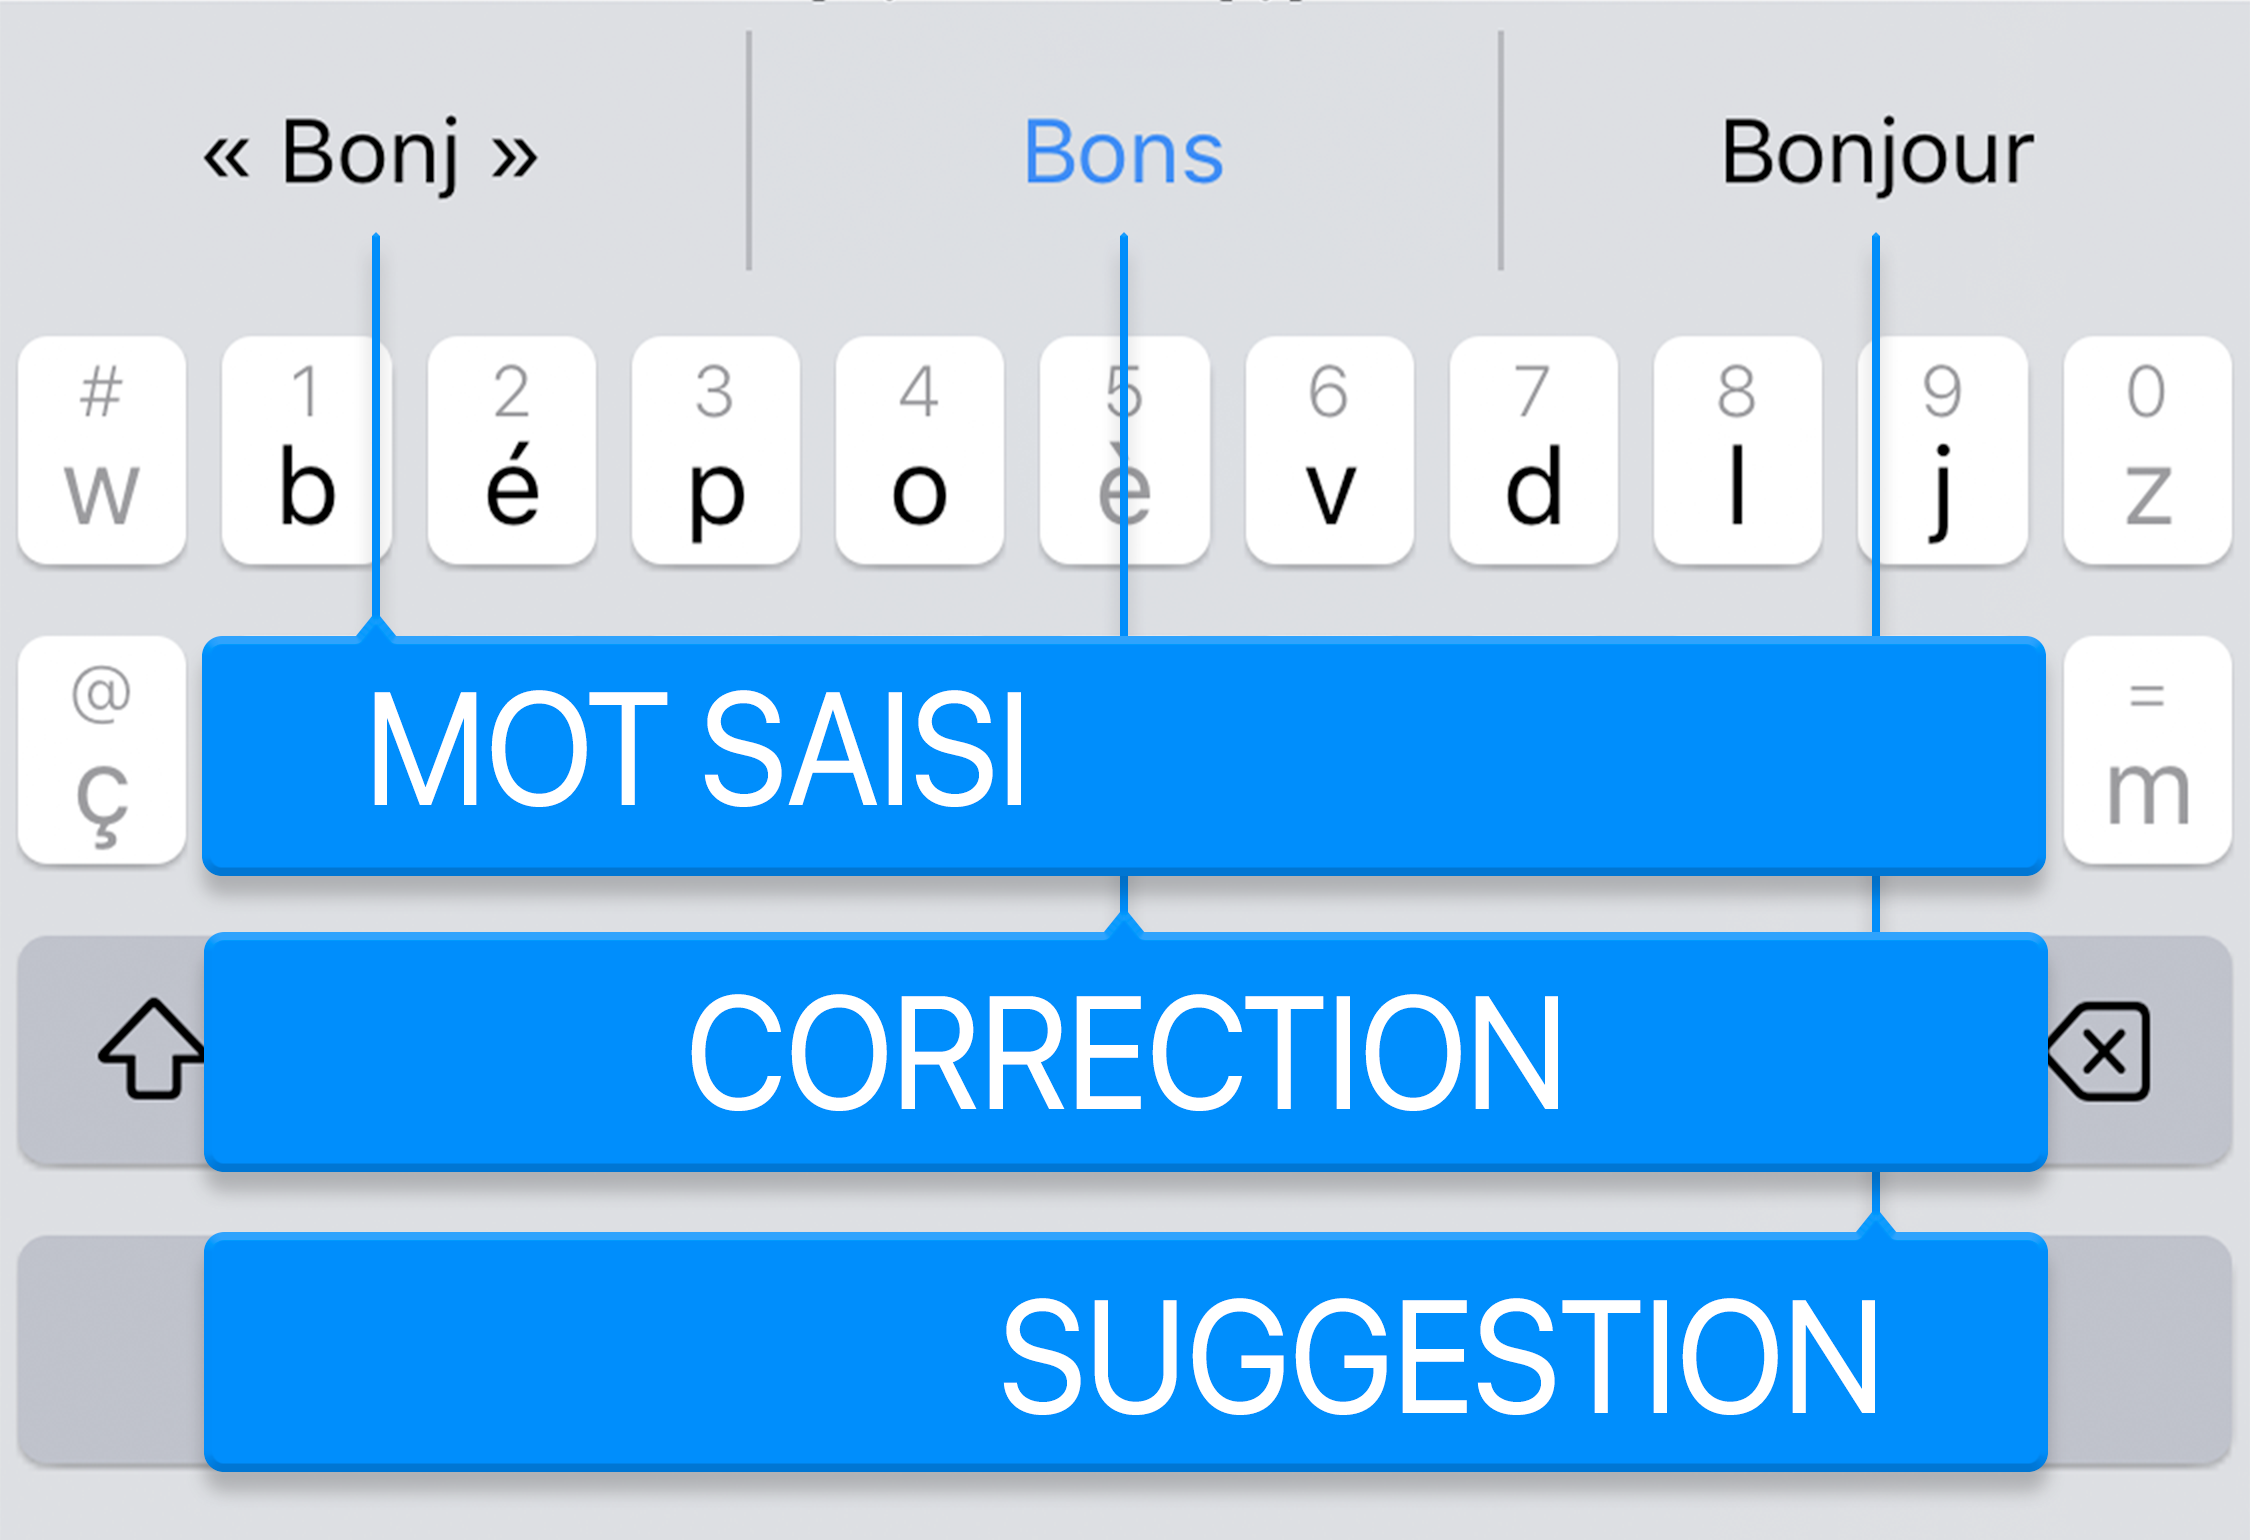 « Bonj » Bons Bonjour
# 1 2 3 4 5 6 7 8 9 0
w b é p o è v d l j z
@ =
ç m
MOT SAISI
CORRECTION
SUGGESTION